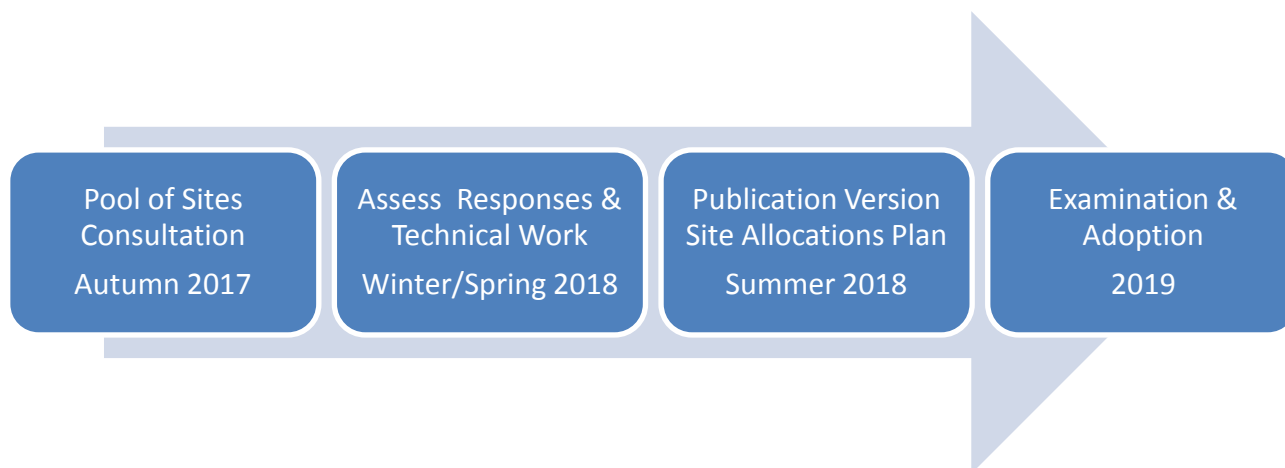 Pool of Sites
Consultation
Autumn 2017
Assess  Responses &
Technical Work
Winter/Spring 2018
Publication Version
Site Allocations Plan
Summer 2018
Examination &
Adoption
2019